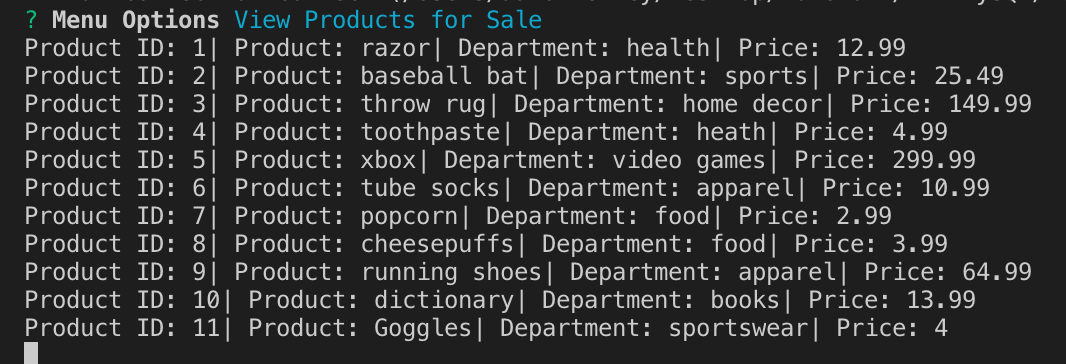 ? Menu Options View Products for Sale
Product ID: 1| Product: razor| Department: health| Price: 12.99
Product ID: 2| Product: baseball bat| Department: sports| Price: 25.49
Product ID: 3| Product: throw rug| Department: home decor| Price: 149.99
Product ID: 4| Product: toothpaste| Department: heath| Price: 4.99
Product ID: 5| Product: xbox| Department: video games| Price: 299.99
Product ID: 6| Product: tube socks| Department: apparel| Price: 10.99
Product ID: 7| Product: popcorn| Department: food| Price: 2.99
Product ID: 8| Product: cheesepuffs| Department: food| Price: 3.99
Product ID: 9| Product: running shoes| Department: apparel| Price: 64.99
Product ID: 10| Product: dictionary| Department: books| Price: 13.99
Product ID: 11| Product: Goggles| Department: sportswear| Price: 4